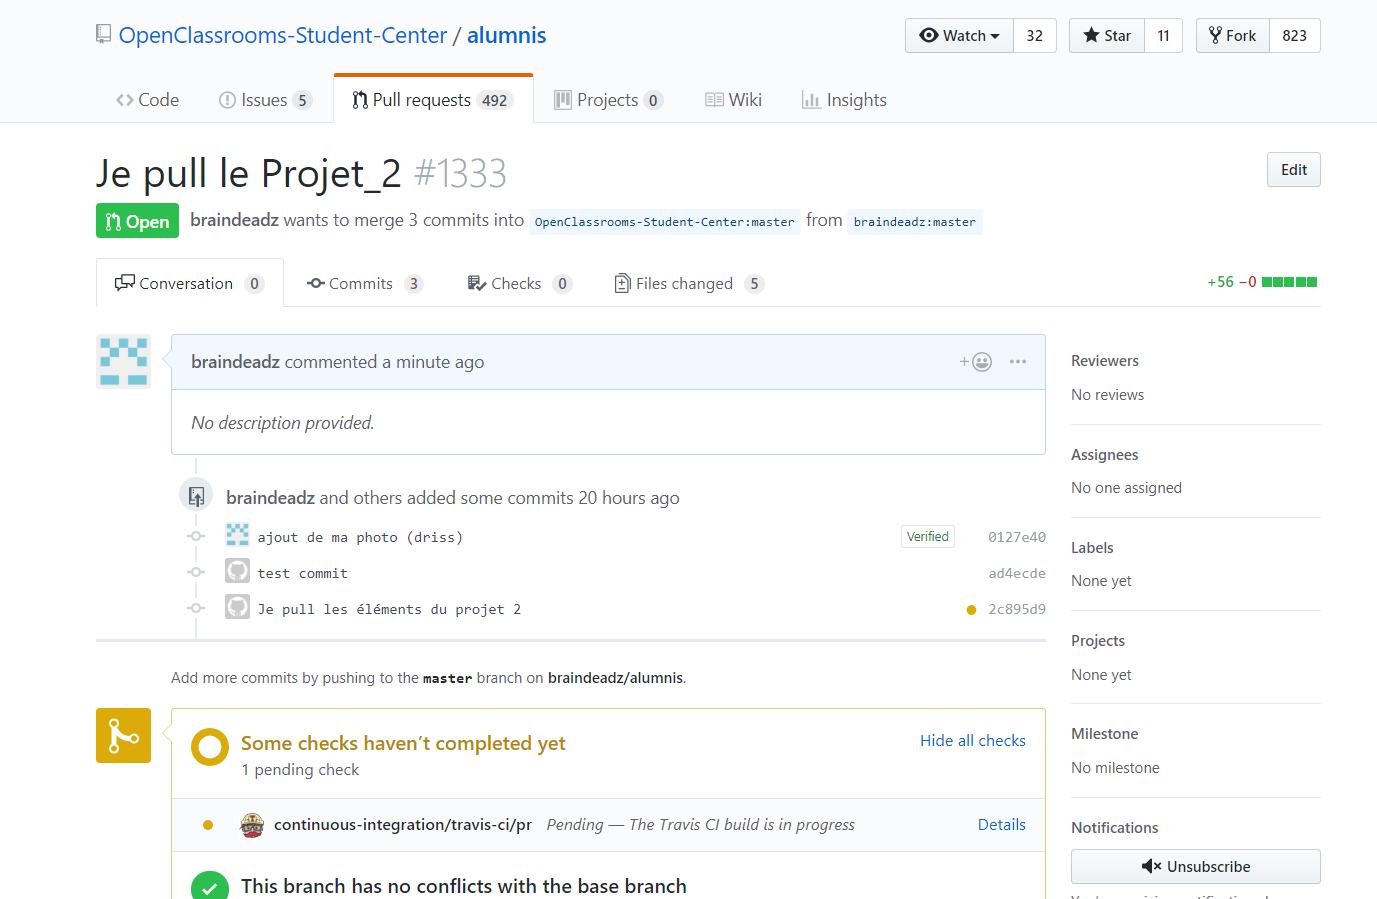 OpenClassrooms-Student-Center / alumnis
Watch 32 Star 11 Fork 823
Code Issues 5 Pull requests 492 Projects 0 Wiki Insights
Je pull le Projet_2 #1333
Edit
Open braindeadz wants to merge 3 commits into OpenClassrooms-Student-Center:master from braindeadz:master
Conversation 0 Commits 3 Checks 0 Files changed 5 +56 −0
braindeadz commented a minute ago
No description provided.
braindeadz and others added some commits 20 hours ago
ajout de ma photo (driss) Verified 0127e40
test commit ad4ecde
Je pull les éléments du projet 2 2c895d9
Add more commits by pushing to the master branch on braindeadz/alumnis.
Some checks haven’t completed yet Hide all checks
1 pending check
continuous-integration/travis-ci/pr Pending — The Travis CI build is in progress Details
This branch has no conflicts with the base branch
Reviewers
No reviews
Assignees
No one assigned
Labels
None yet
Projects
None yet
Milestone
No milestone
Notifications
Unsubscribe